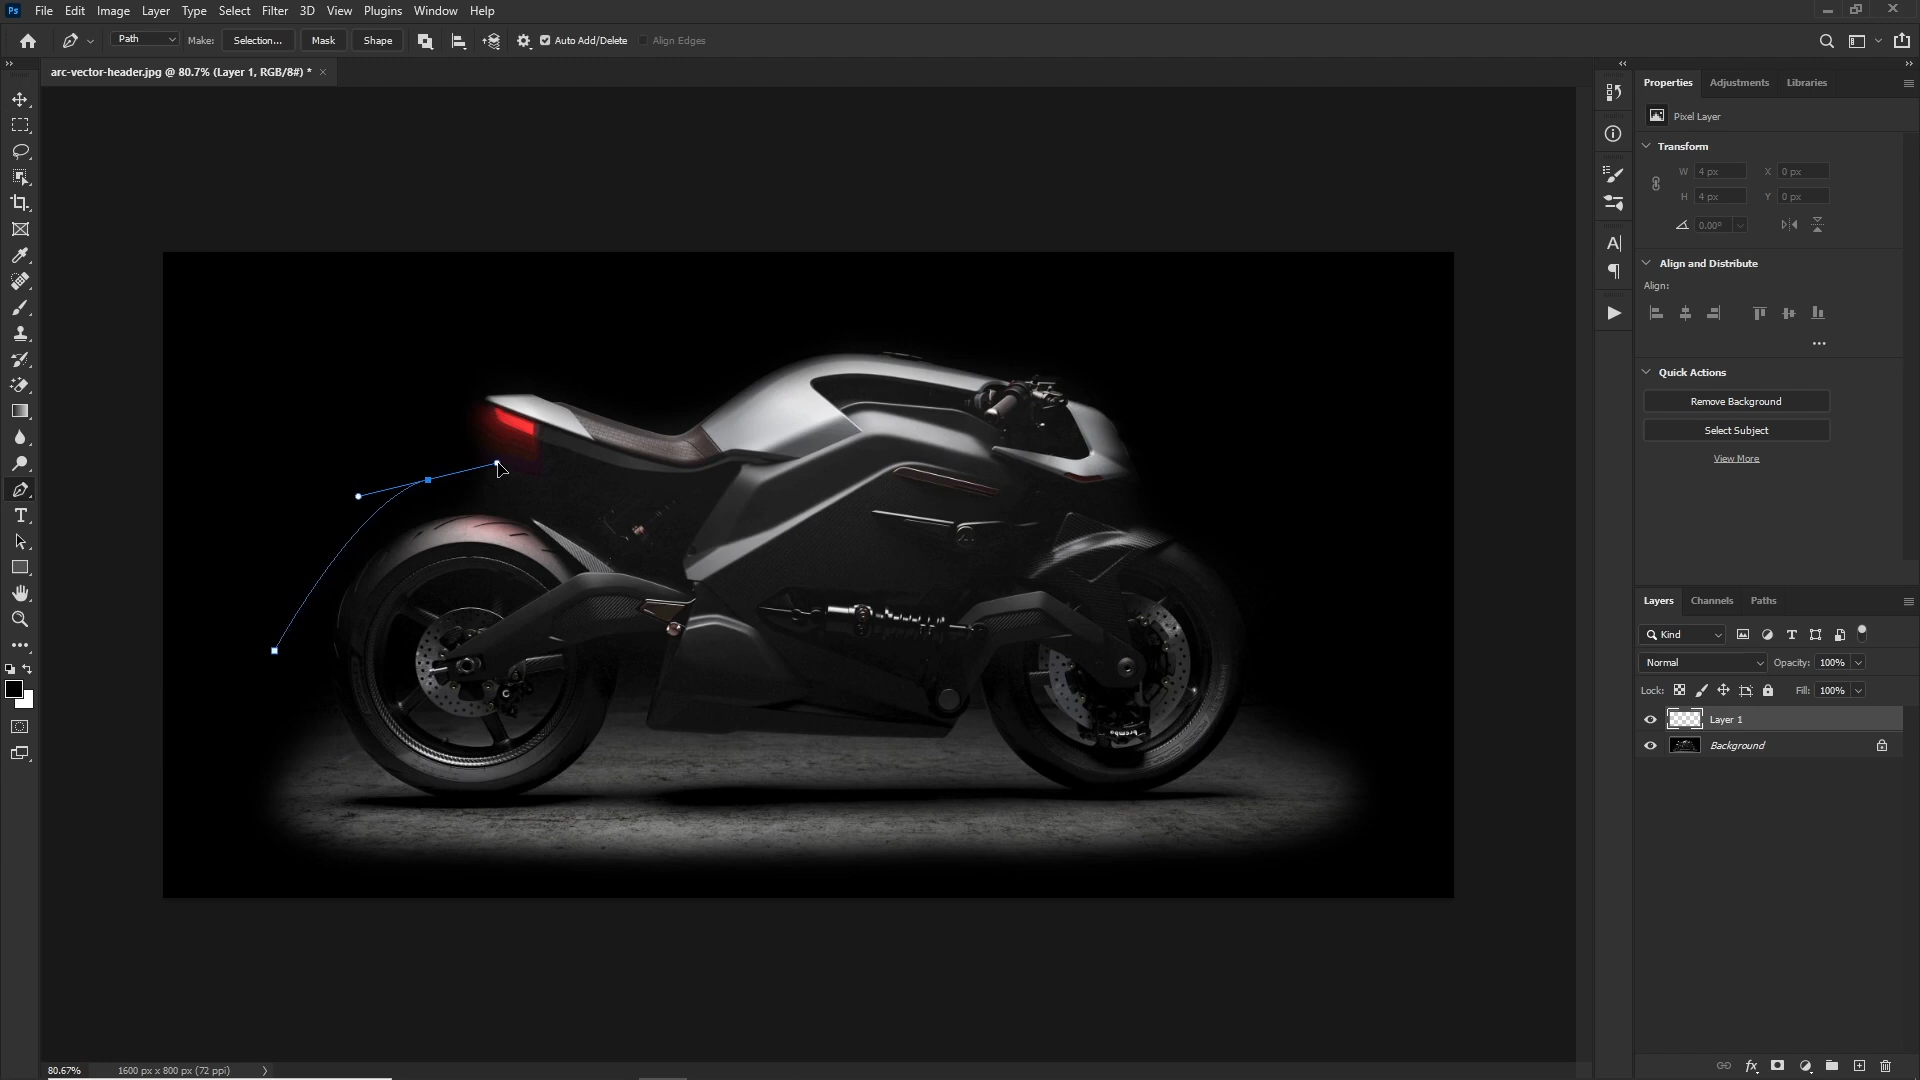 Ps File Edit Image Layer Type Select Filter 3D View Plugins Window Help
Path Make: Selection... Mask Shape Auto Add/Delete Align Edges
arc-vector-header.jpg @ 80.7% (Layer 1, RGB/8#) * ×
Properties Adjustments Libraries
Pixel Layer
Transform
W 4 px X 0 px
H 4 px Y 0 px
0.00°
Align and Distribute
Align:
Quick Actions
Remove Background
Select Subject
View More
Layers Channels Paths
Kind
Normal Opacity: 100%
Lock: Fill: 100%
Layer 1
Background
80.67% 1600 px x 800 px (72 ppi)